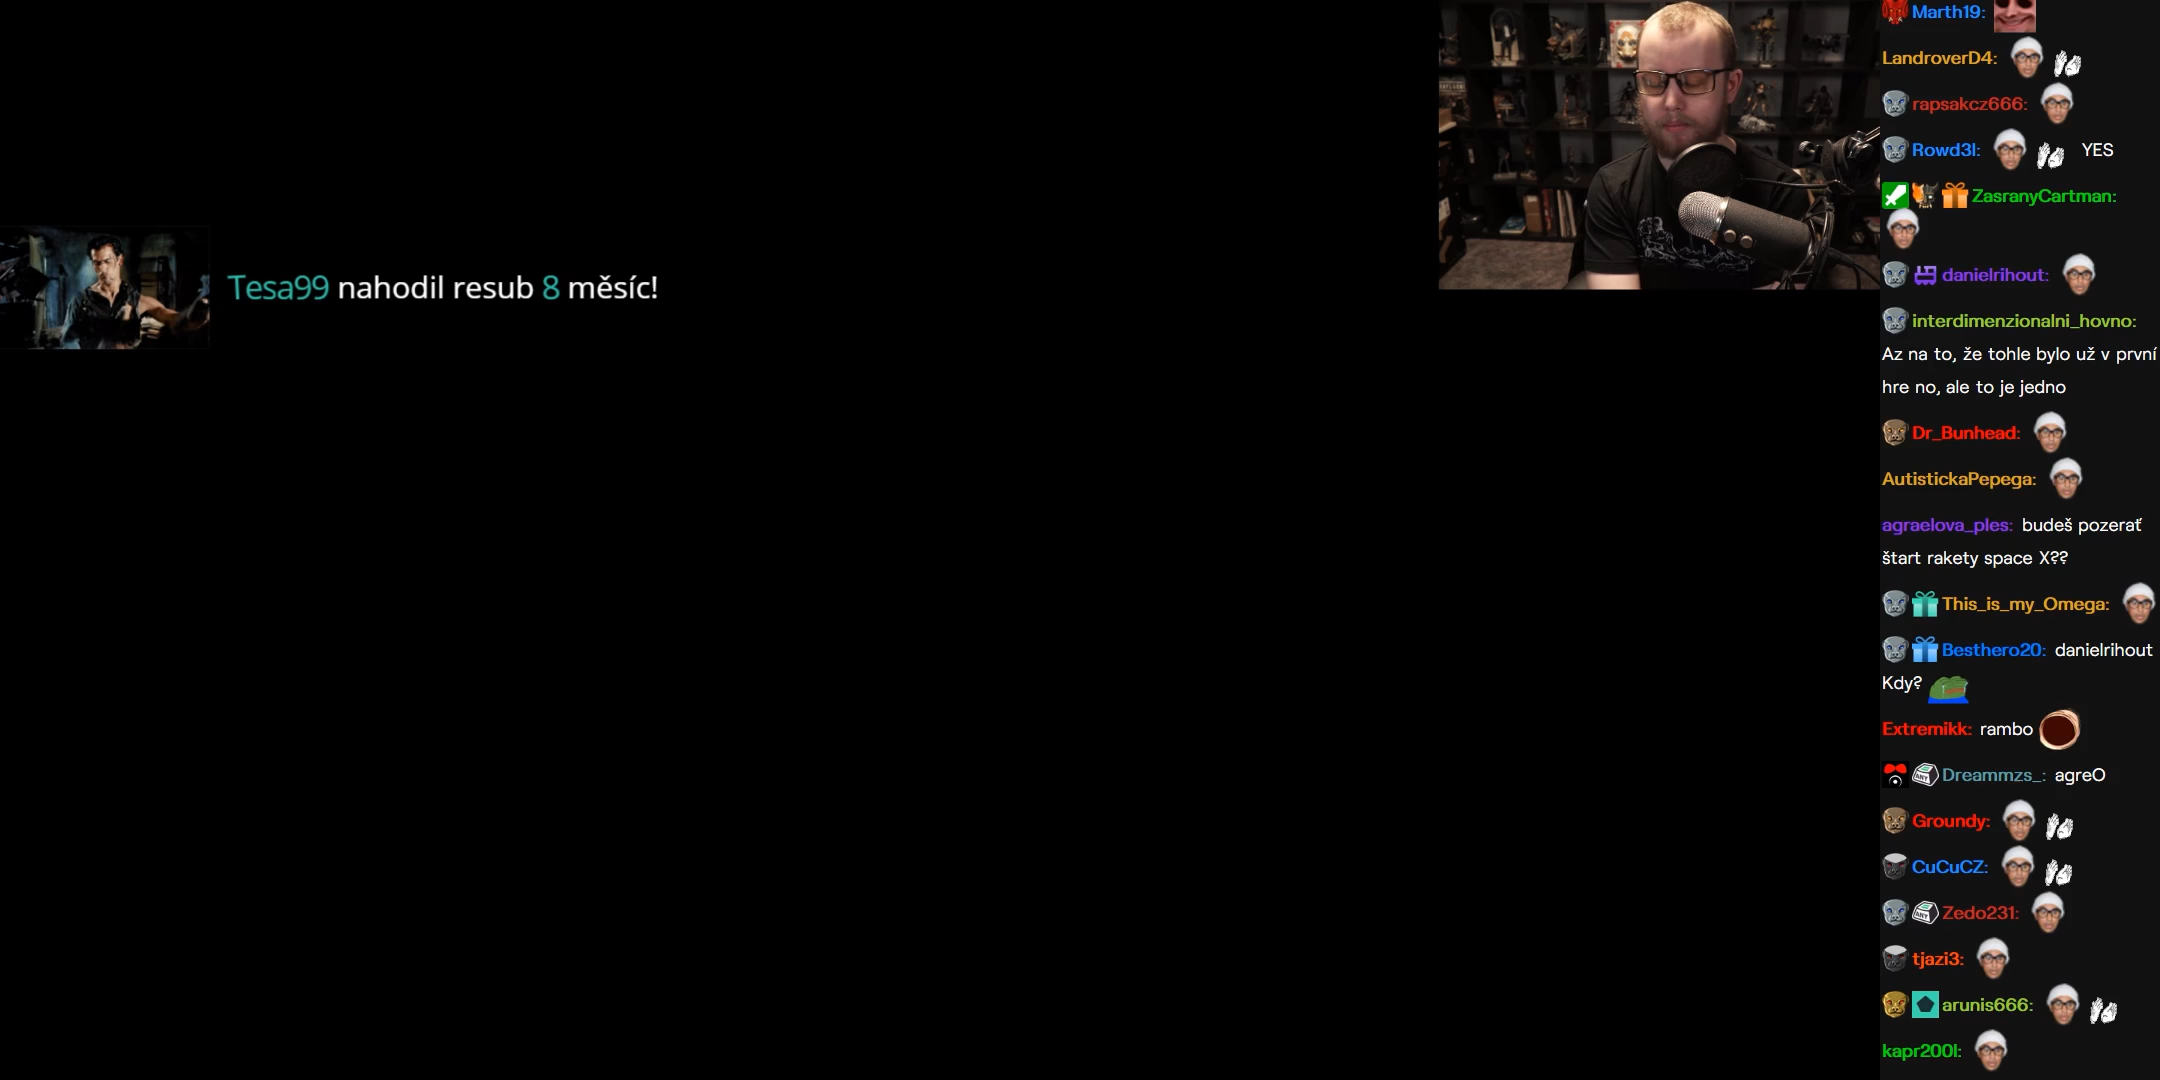 Tesa99 nahodil resub 8 měsíc!
Marth19:
LandroverD4:
rapsakcz666:
Rowd3l: YES
ZasranyCartman:
danielrihout:
interdimenzionalni_hovno:
Az na to, že tohle bylo už v první
hre no, ale to je jedno
Dr_Bunhead:
AutistickaPepega:
agraelova_ples: budeš pozerať
štart rakety space X??
This_is_my_Omega:
Besthero20: danielrihout
Kdy?
Extremikk: rambo
Dreammzs_: agreO
Groundy:
CuCuCZ:
Zedo231:
tjazi3:
arunis666:
kapr200l: